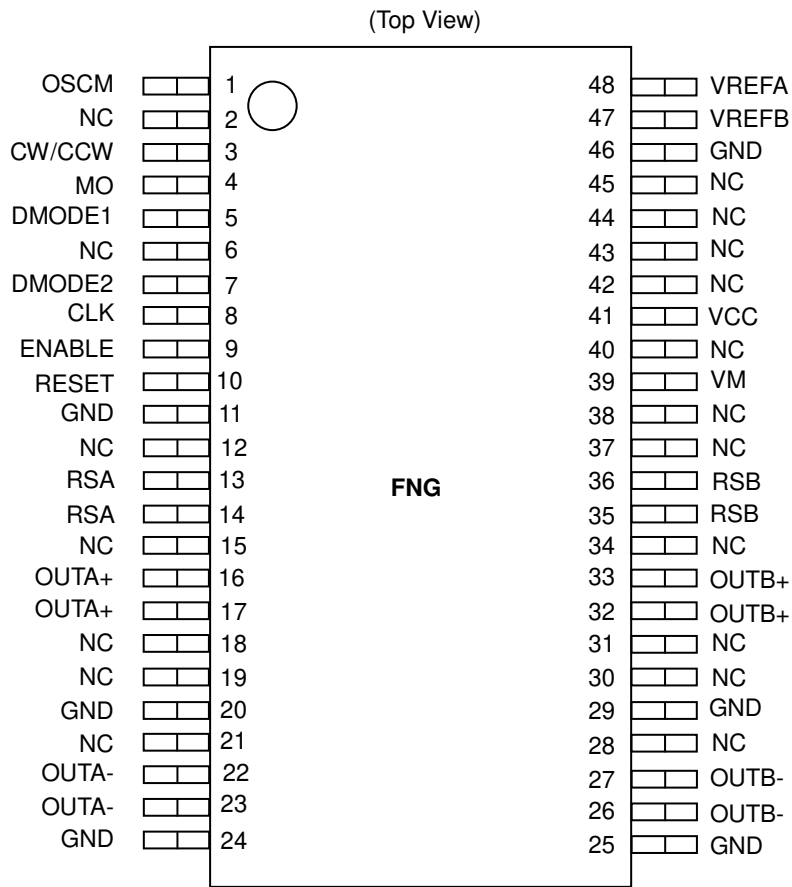 (Top View)
OSCM 1 48 VREFA
NC 2 47 VREFB
CW/CCW 3 46 GND
MO 4 45 NC
DMODE1 5 44 NC
NC 6 43 NC
DMODE2 7 42 NC
CLK 8 41 VCC
ENABLE 9 40 NC
RESET 10 39 VM
GND 11 38 NC
NC 12 37 NC
RSA 13 36 RSB
FNG
RSA 14 35 RSB
NC 15 34 NC
OUTA+ 16 33 OUTB+
OUTA+ 17 32 OUTB+
NC 18 31 NC
NC 19 30 NC
GND 20 29 GND
NC 21 28 NC
OUTA- 22 27 OUTB-
OUTA- 23 26 OUTB-
GND 24 25 GND